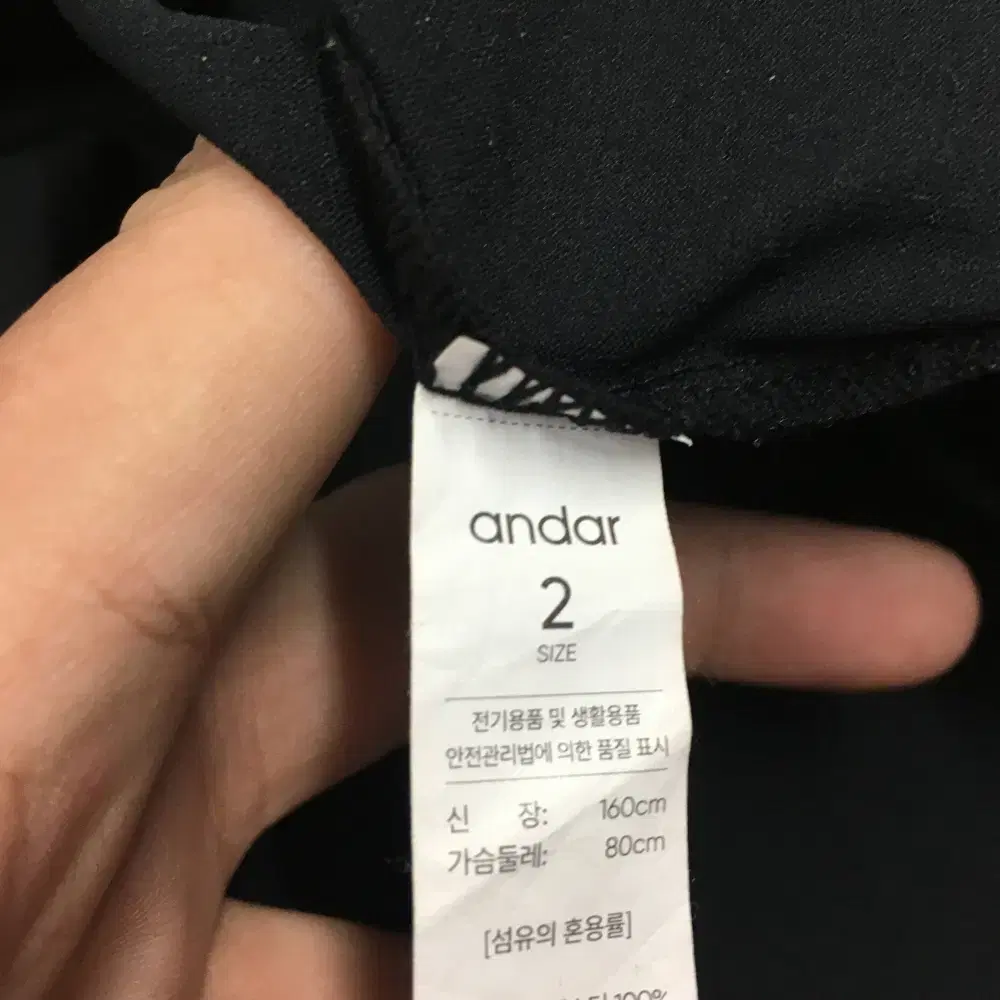 andar
2
SIZE
전기용품 및 생활용품
안전관리법에 의한 품질 표시
신 장: 160cm
가슴둘레: 80cm
[섬유의 혼용률]
100%